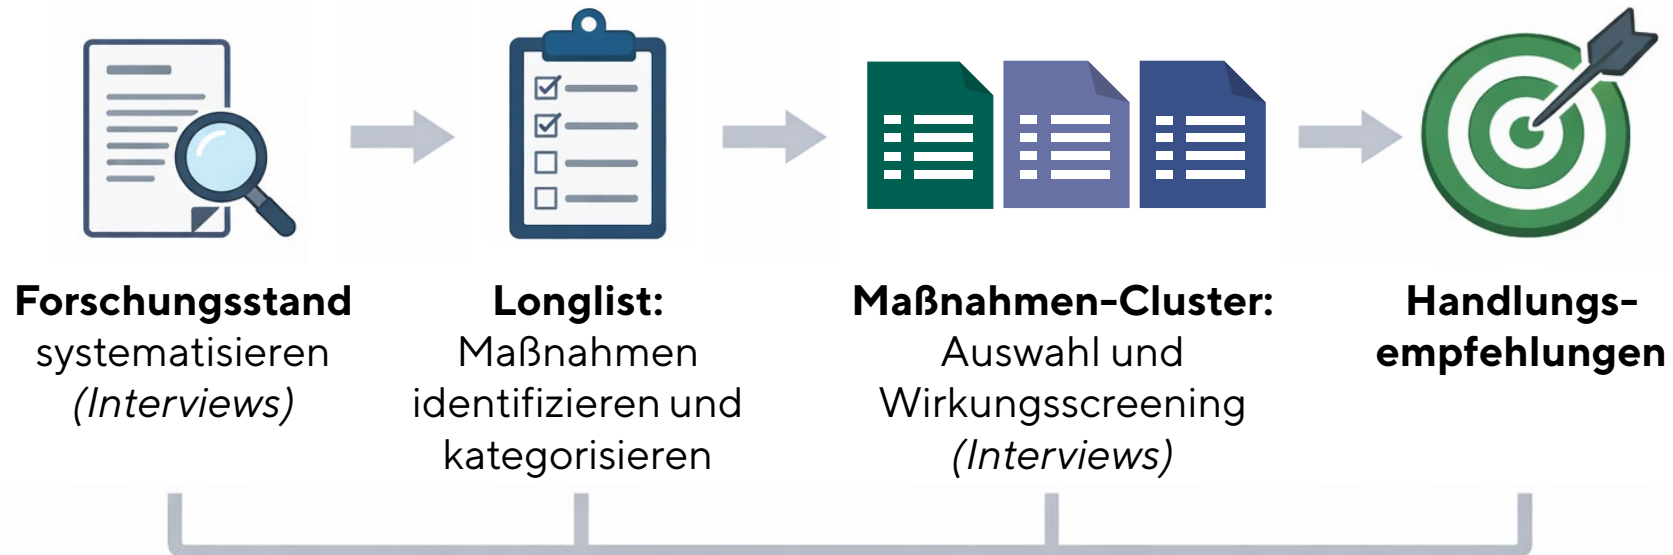 Forschungsstand
systematisieren
(Interviews)
Longlist:
Maßnahmen
identifizieren und
kategorisieren
Maßnahmen-Cluster:
Auswahl und
Wirkungsscreening
(Interviews)
Handlungs-
empfehlungen